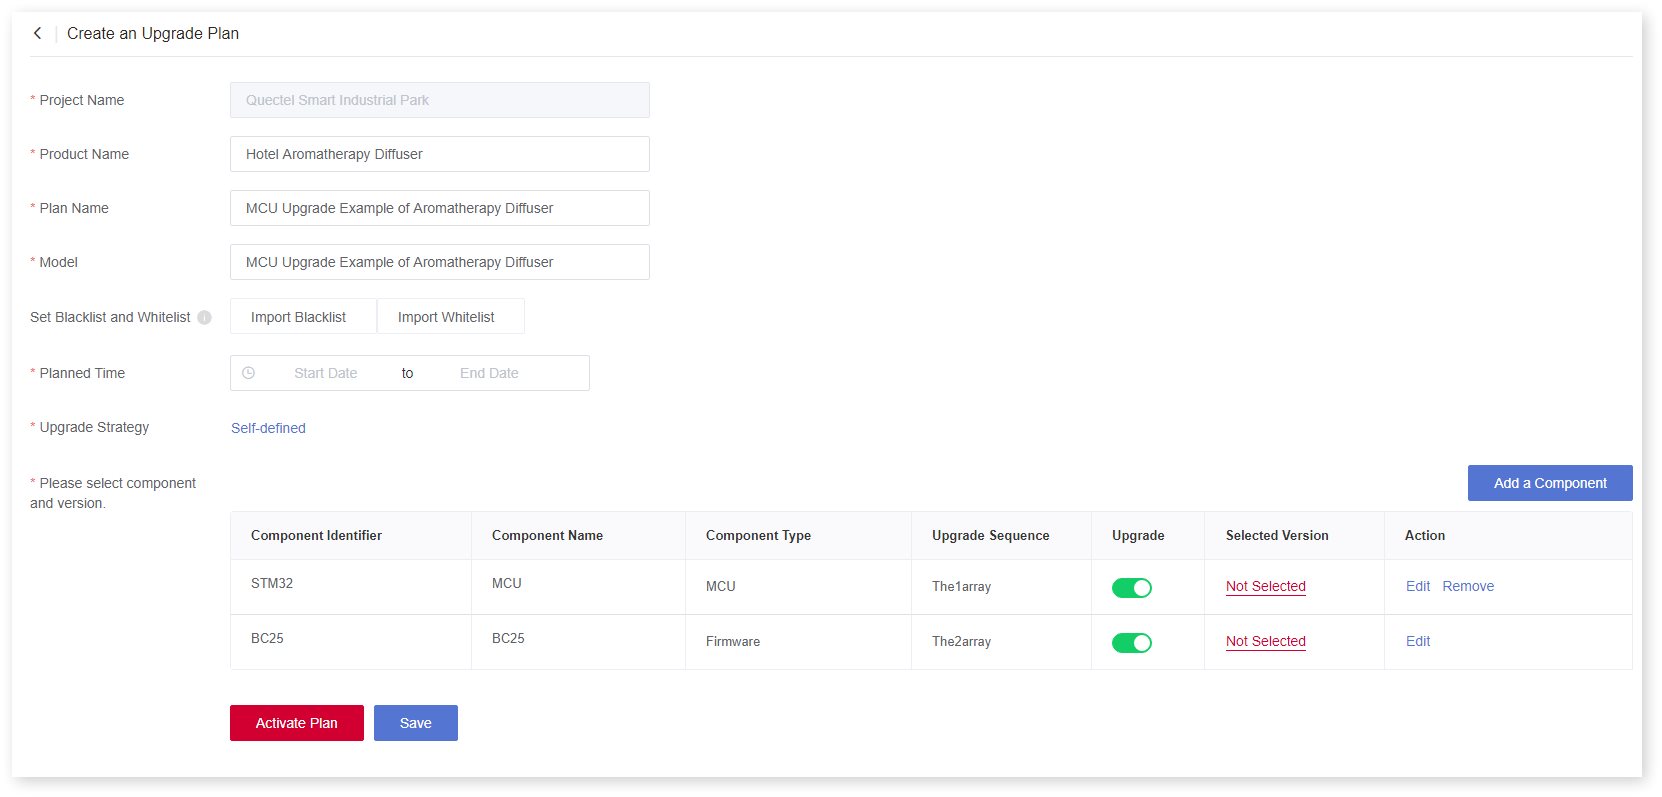 Create an Upgrade Plan
* Project Name Quectel Smart Industrial Park
* Product Name Hotel Aromatherapy Diffuser
* Plan Name MCU Upgrade Example of Aromatherapy Diffuser
* Model MCU Upgrade Example of Aromatherapy Diffuser
Set Blacklist and Whitelist i Import Blacklist Import Whitelist
* Planned Time Start Date to End Date
* Upgrade Strategy Self-defined
* Please select component
and version.
Add a Component
Component Identifier Component Name Component Type Upgrade Sequence Upgrade Selected Version Action
STM32 MCU MCU The1array Not Selected Edit Remove
BC25 BC25 Firmware The2array Not Selected Edit
Activate Plan Save